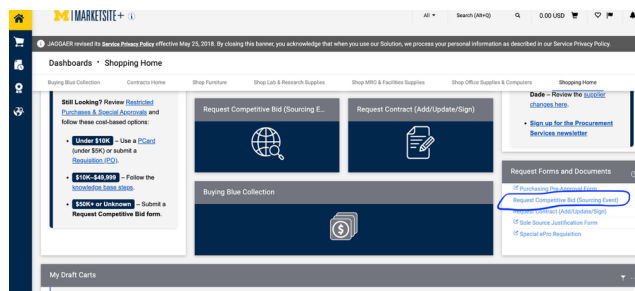 M | MARKETSITE+
All
Search (Alt+Q)
0.00 USD
JAGGAER revised its Service Privacy Policy effective May 25, 2018. By closing this banner, you acknowledge that when you use our Solution, we process your personal information as described in our Service Privacy Policy.
Dashboards • Shopping Home
Buying Blue Collection
Contracts Home
Shop Furniture
Shop Lab & Research Supplies
Shop MRO & Facilities Supplies
Shop Office Supplies & Computers
Shopping Home
Still Looking? Review Restricted
Purchases & Special Approvals and
follow these cost-based
options:
• Under $10K – Use a PCard
(under $5K) or submit a
Requisition (PO).
• $10K–$49,999 – Follow the
knowledge base steps.
• $50K+ or Unknown – Submit a
Request Competitive Bid form.
Request Competitive Bid (Sourcing E...
Request Contract (Add/Update/Sign)
Buying Blue Collection
Dade – Review the supplier
changes here.
• Sign up for the Procurement
Services newsletter
Request Forms and Documents
Purchasing Pre-Approval Form
Request Competitive Bid (Sourcing Event)
Request Contract (Add/Update/Sign)
Sole Source Justification Form
Special ePro Requisition
My Draft Carts